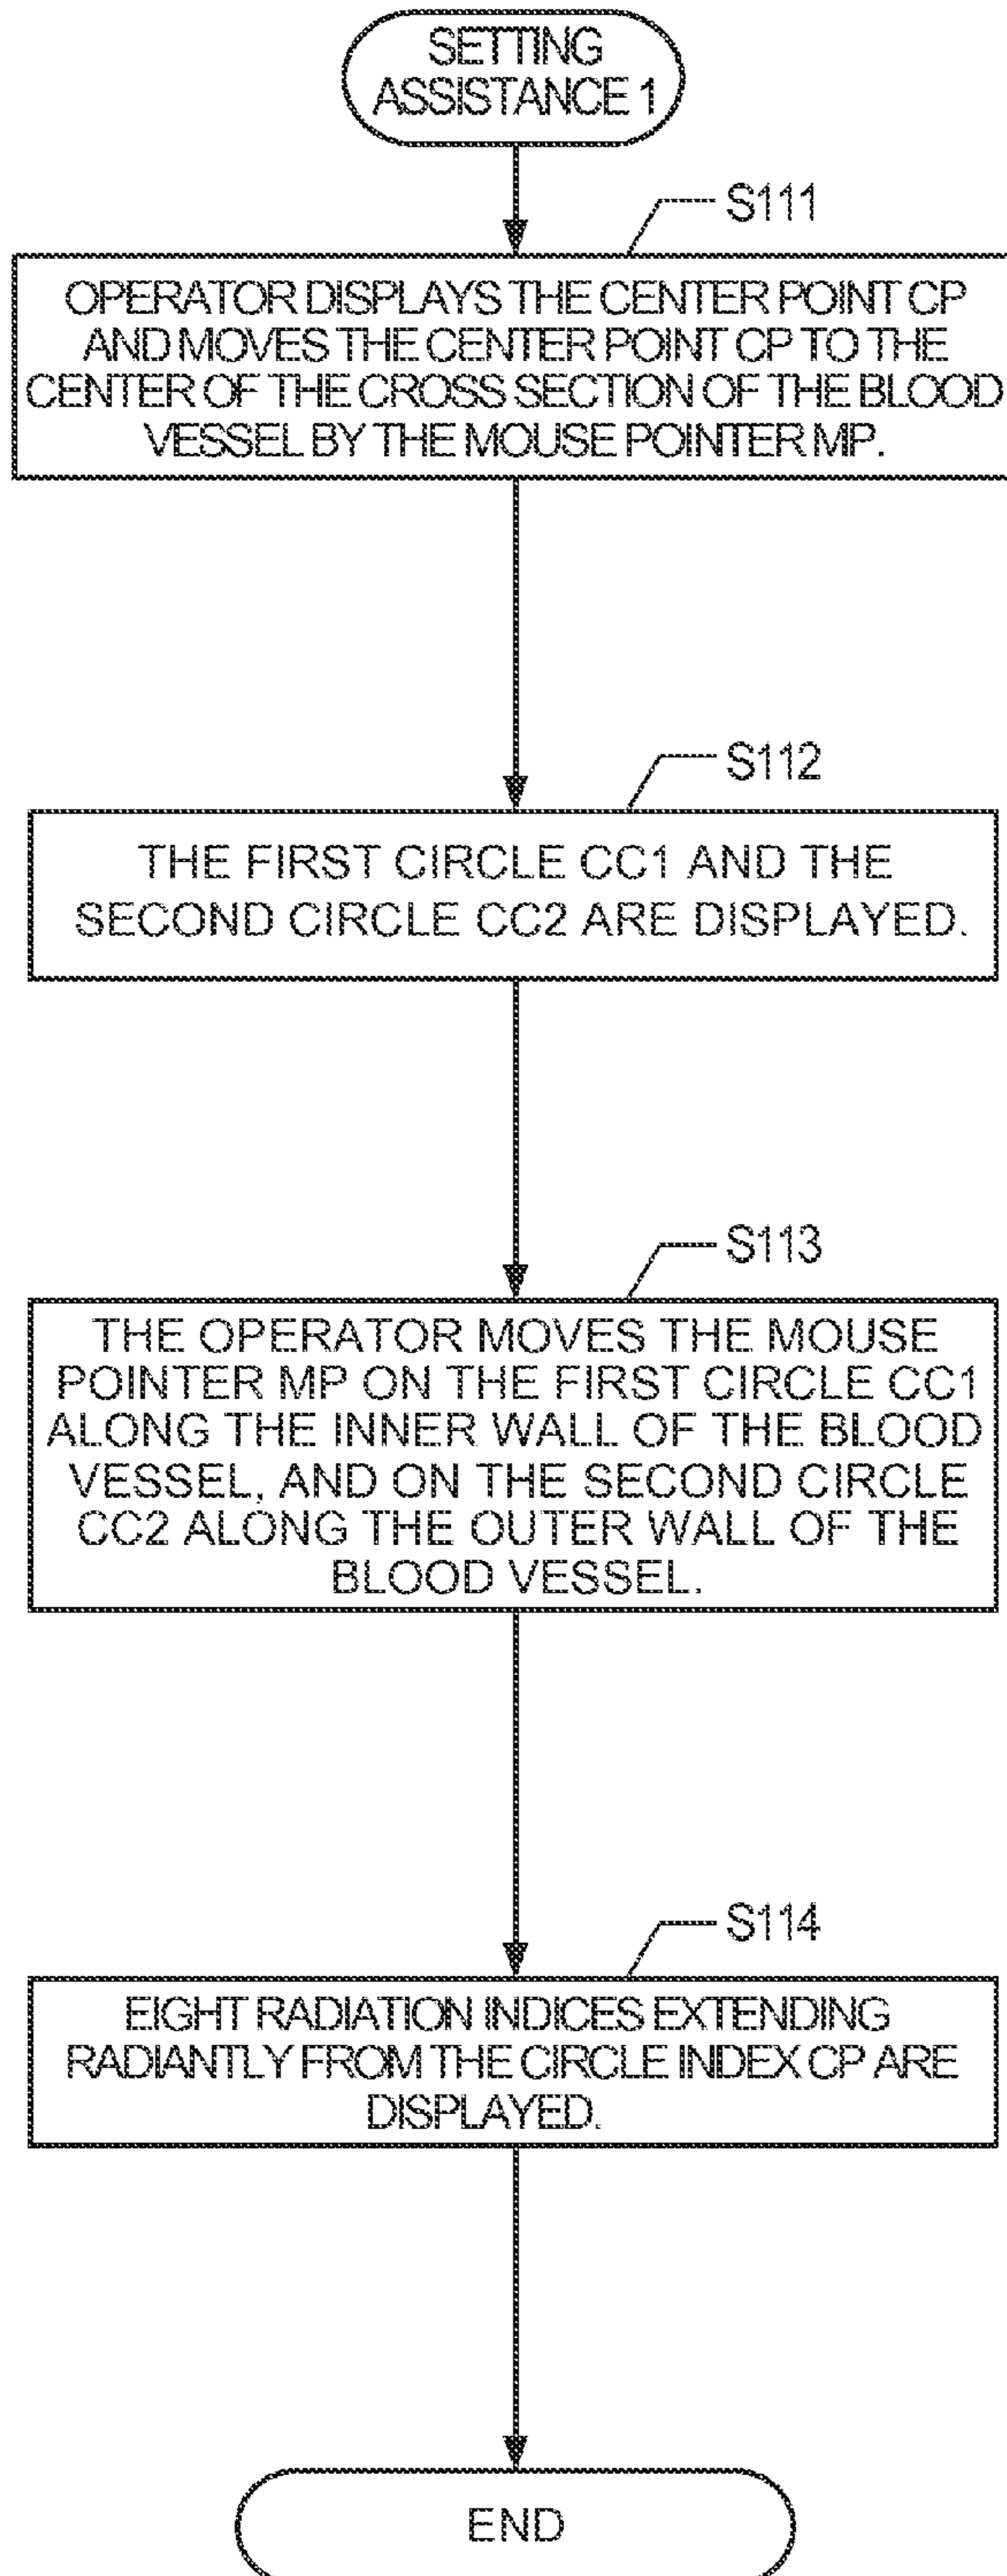 SETTING
ASSISTANCE 1
S111
OPERATOR DISPLAYS THE CENTER POINT CP
AND MOVES THE CENTER POINT CP TO THE
CENTER OF THE CROSS SECTION OF THE BLOOD
VESSEL BY THE MOUSE POINTER MP.
S112
THE FIRST CIRCLE CC1 AND THE
SECOND CIRCLE CC2 ARE DISPLAYED.
S113
THE OPERATOR MOVES THE MOUSE
POINTER MP ON THE FIRST CIRCLE CC1
ALONG THE INNER WALL OF THE BLOOD
VESSEL, AND ON THE SECOND CIRCLE
CC2 ALONG THE OUTER WALL OF THE
BLOOD VESSEL.
S114
EIGHT RADIATION INDICES EXTENDING
RADIANTLY FROM THE CIRCLE INDEX CP ARE
DISPLAYED.
END